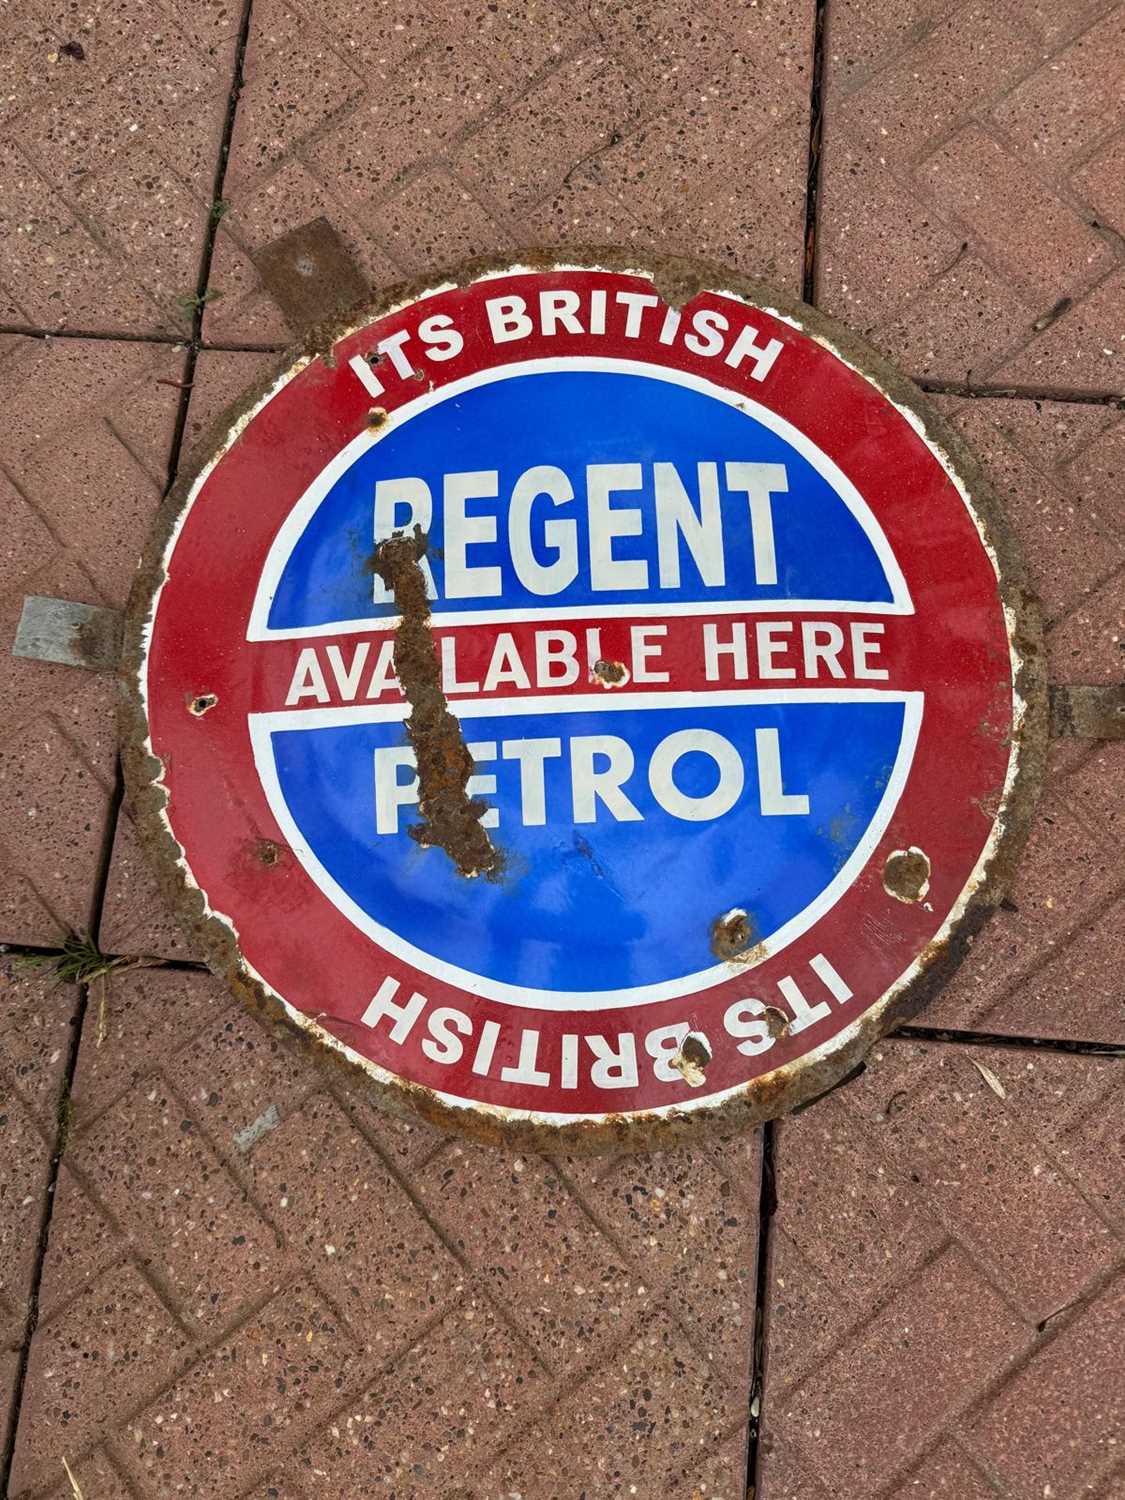 ITS BRITISH
REGENT
AVAILABLE HERE
PETROL
ITS BRITISH